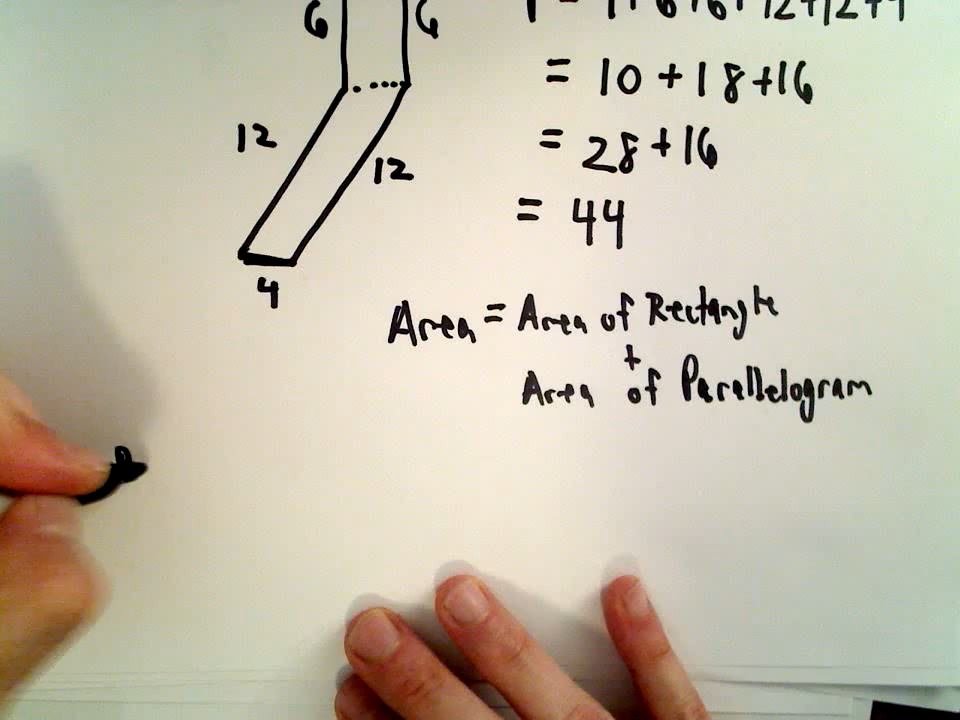 6 6
= 10 + 18 + 16
12
= 28 + 16
12
= 44
4
Area = Area of Rectangle
+
Area of Parallelogram